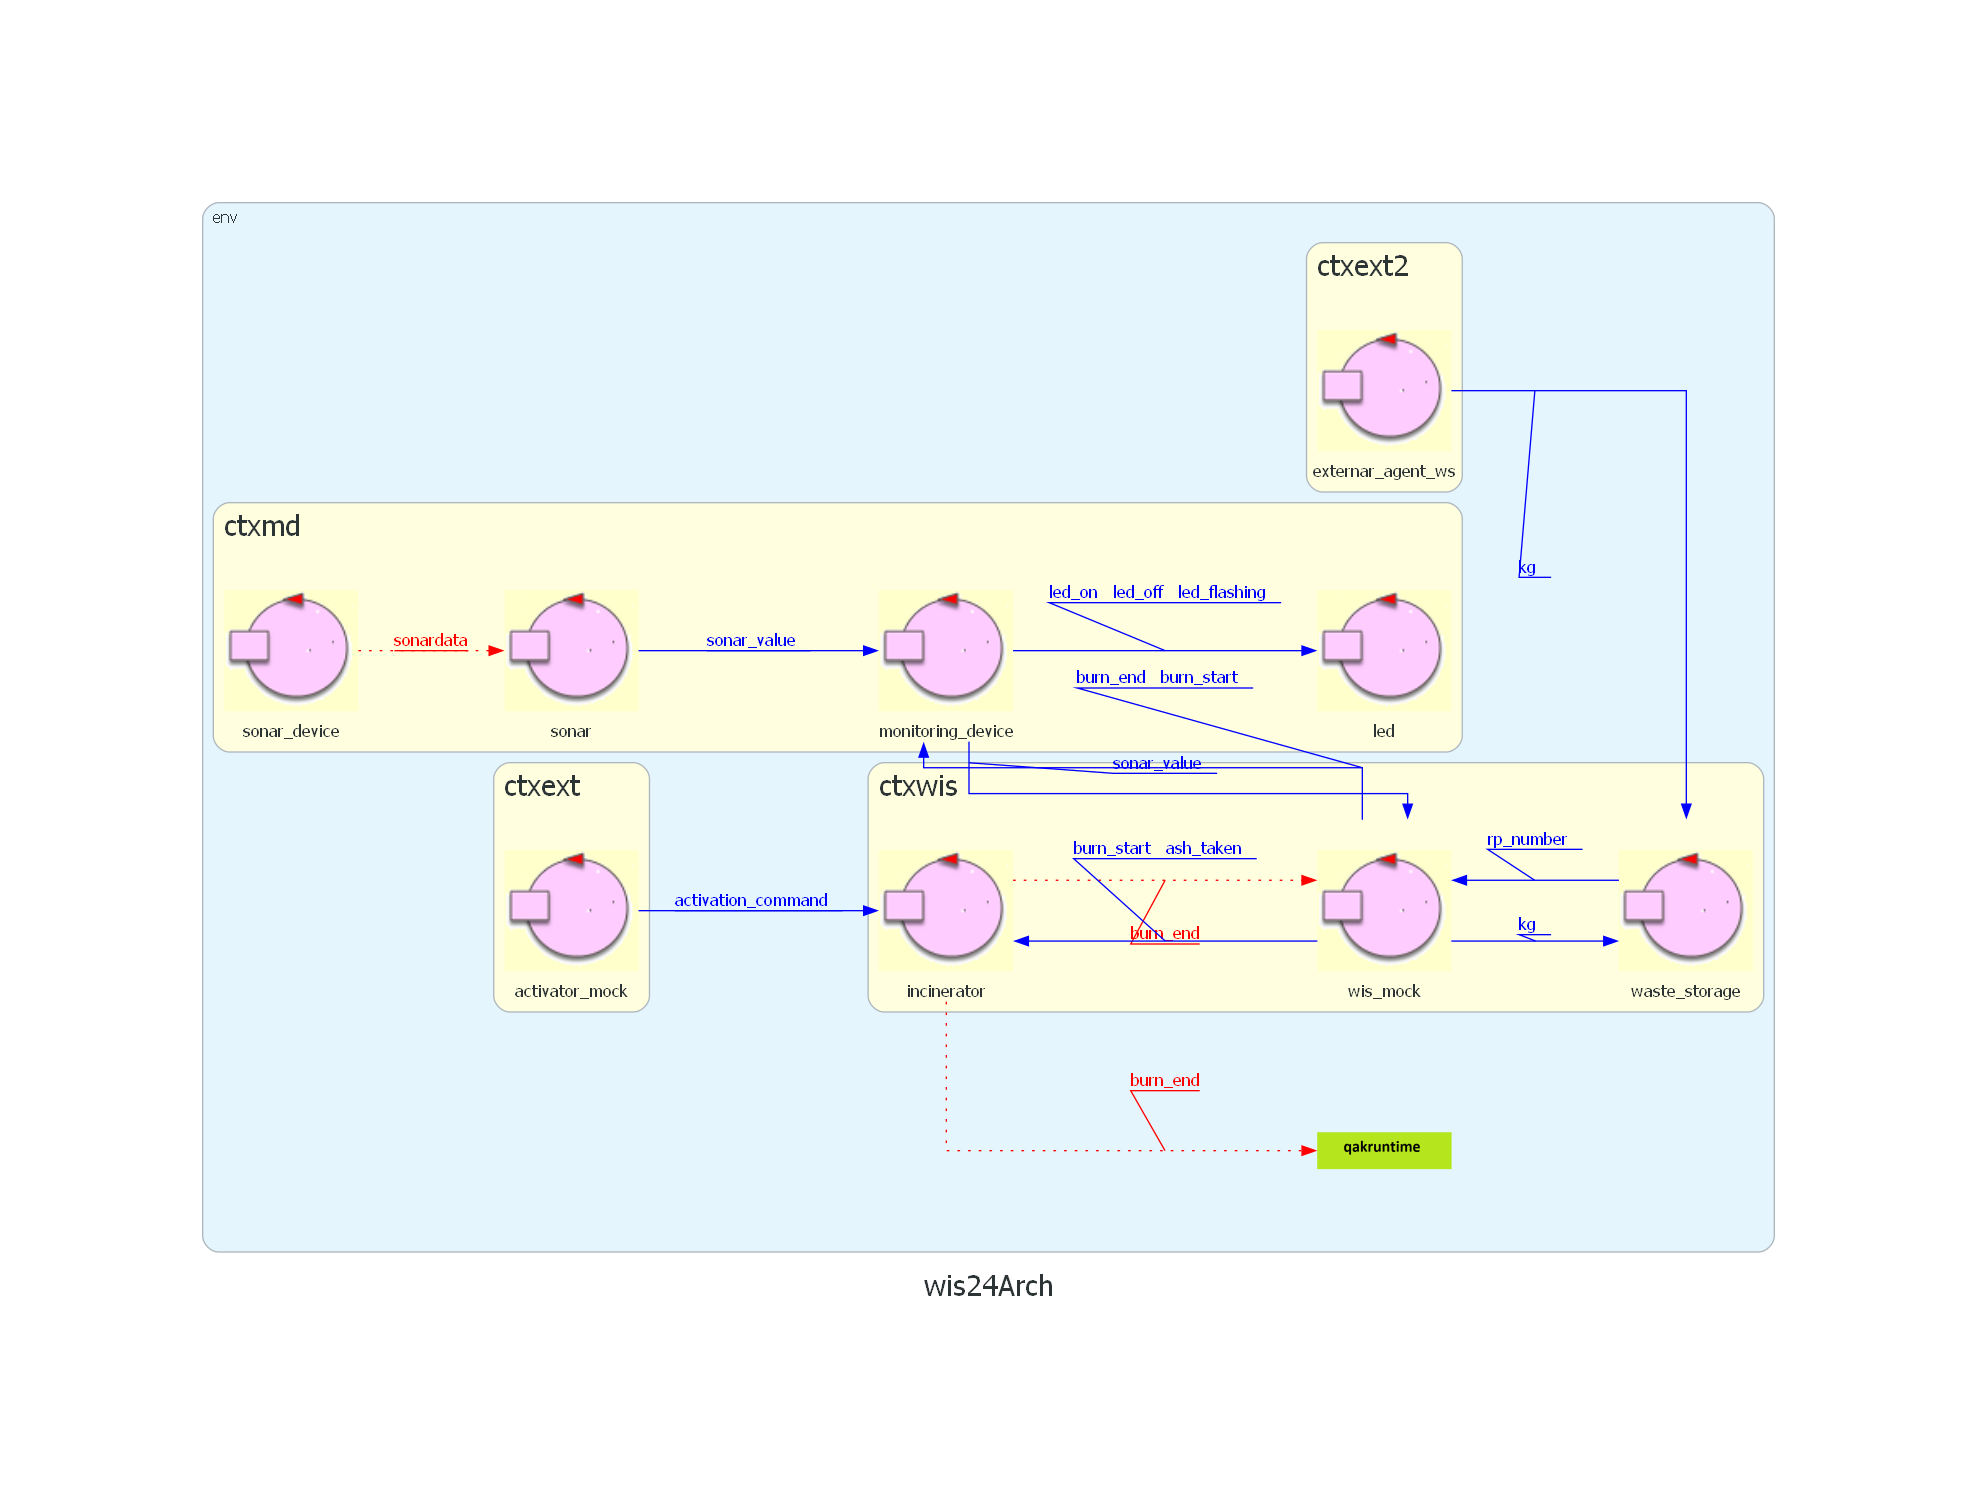 env
ctxext2
externar_agent_ws
kg
ctxmd
led_on led_off led_flashing
sonardata
sonar_value
burn_end burn_start
sonar_device
sonar
monitoring_device
led
sonar_value
ctxext
ctxwis
rp_number
burn_start ash_taken
activation_command
kg
burn_end
activator_mock
incinerator
wis_mock
waste_storage
burn_end
qakruntime
wis24Arch